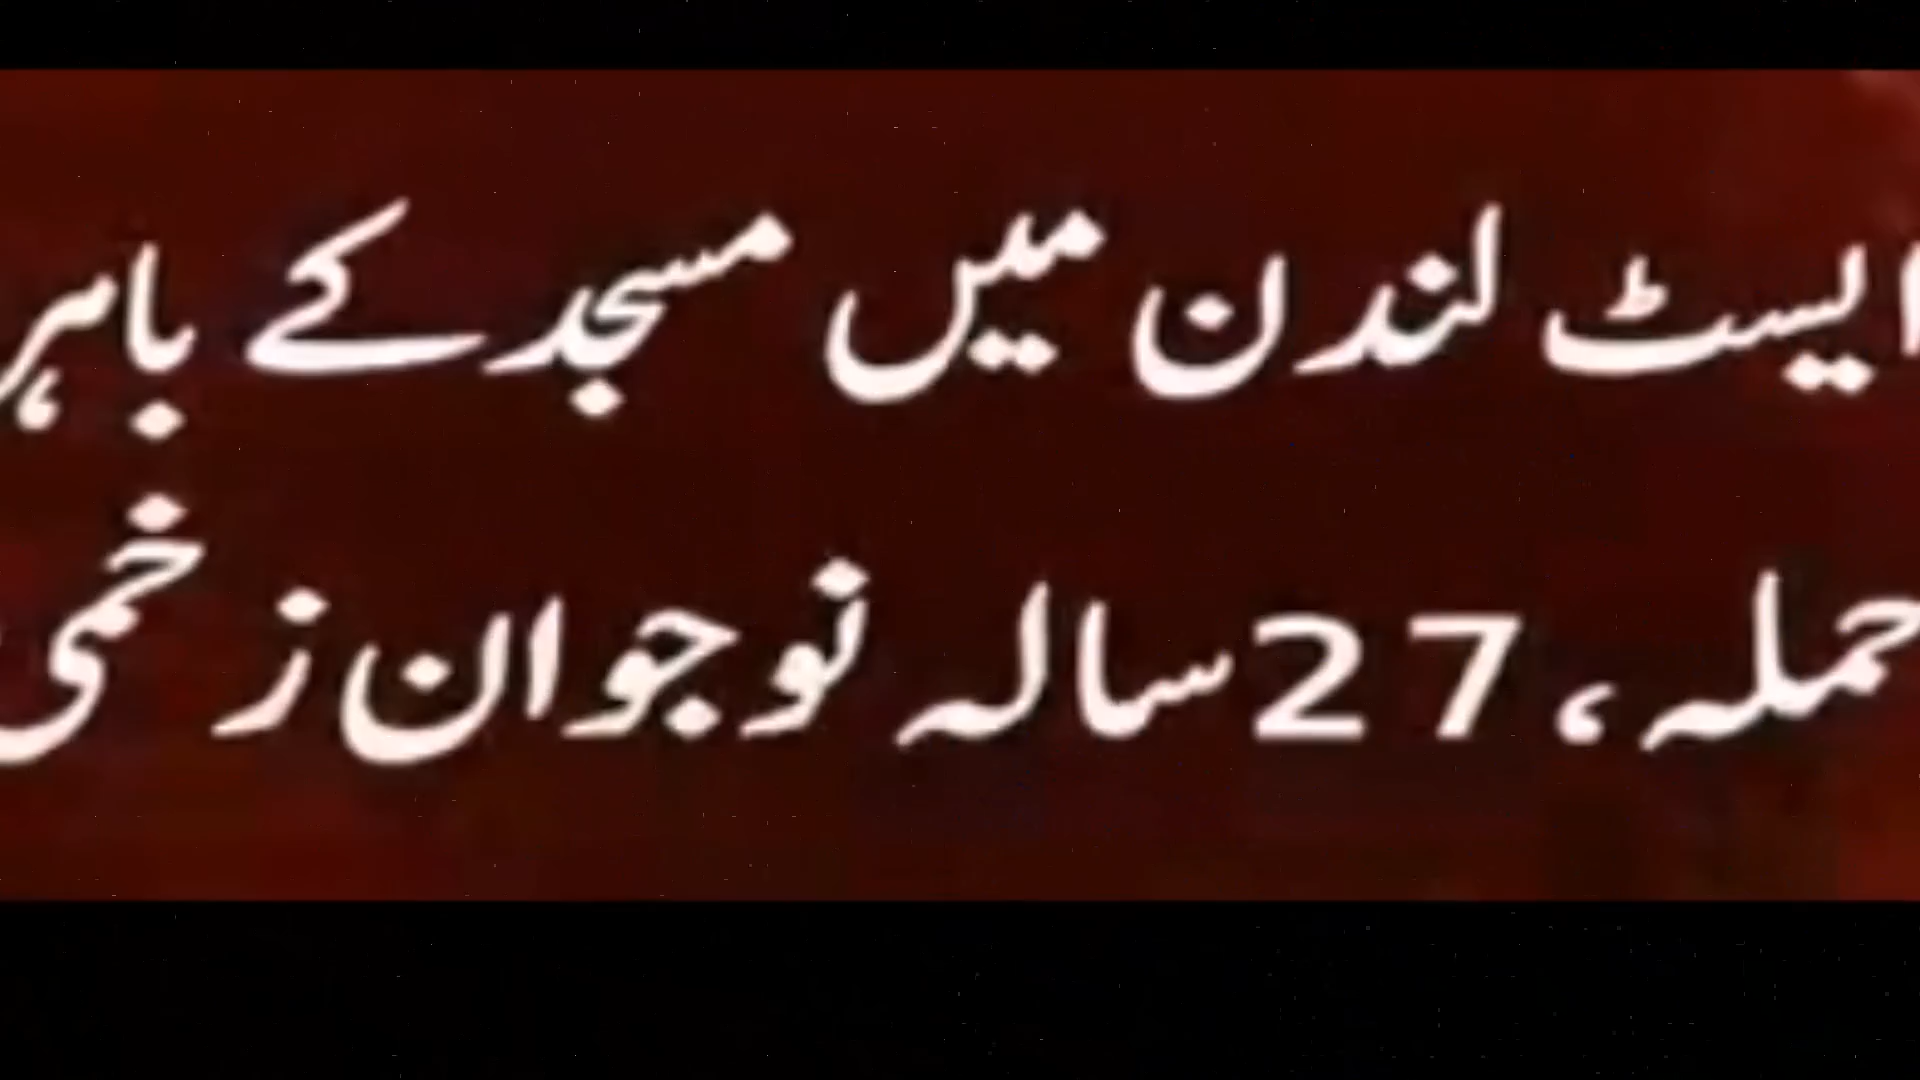 ایسٹ لندن میں مسجد کے باہر
حملہ، 27 سالہ نوجوان زخمی